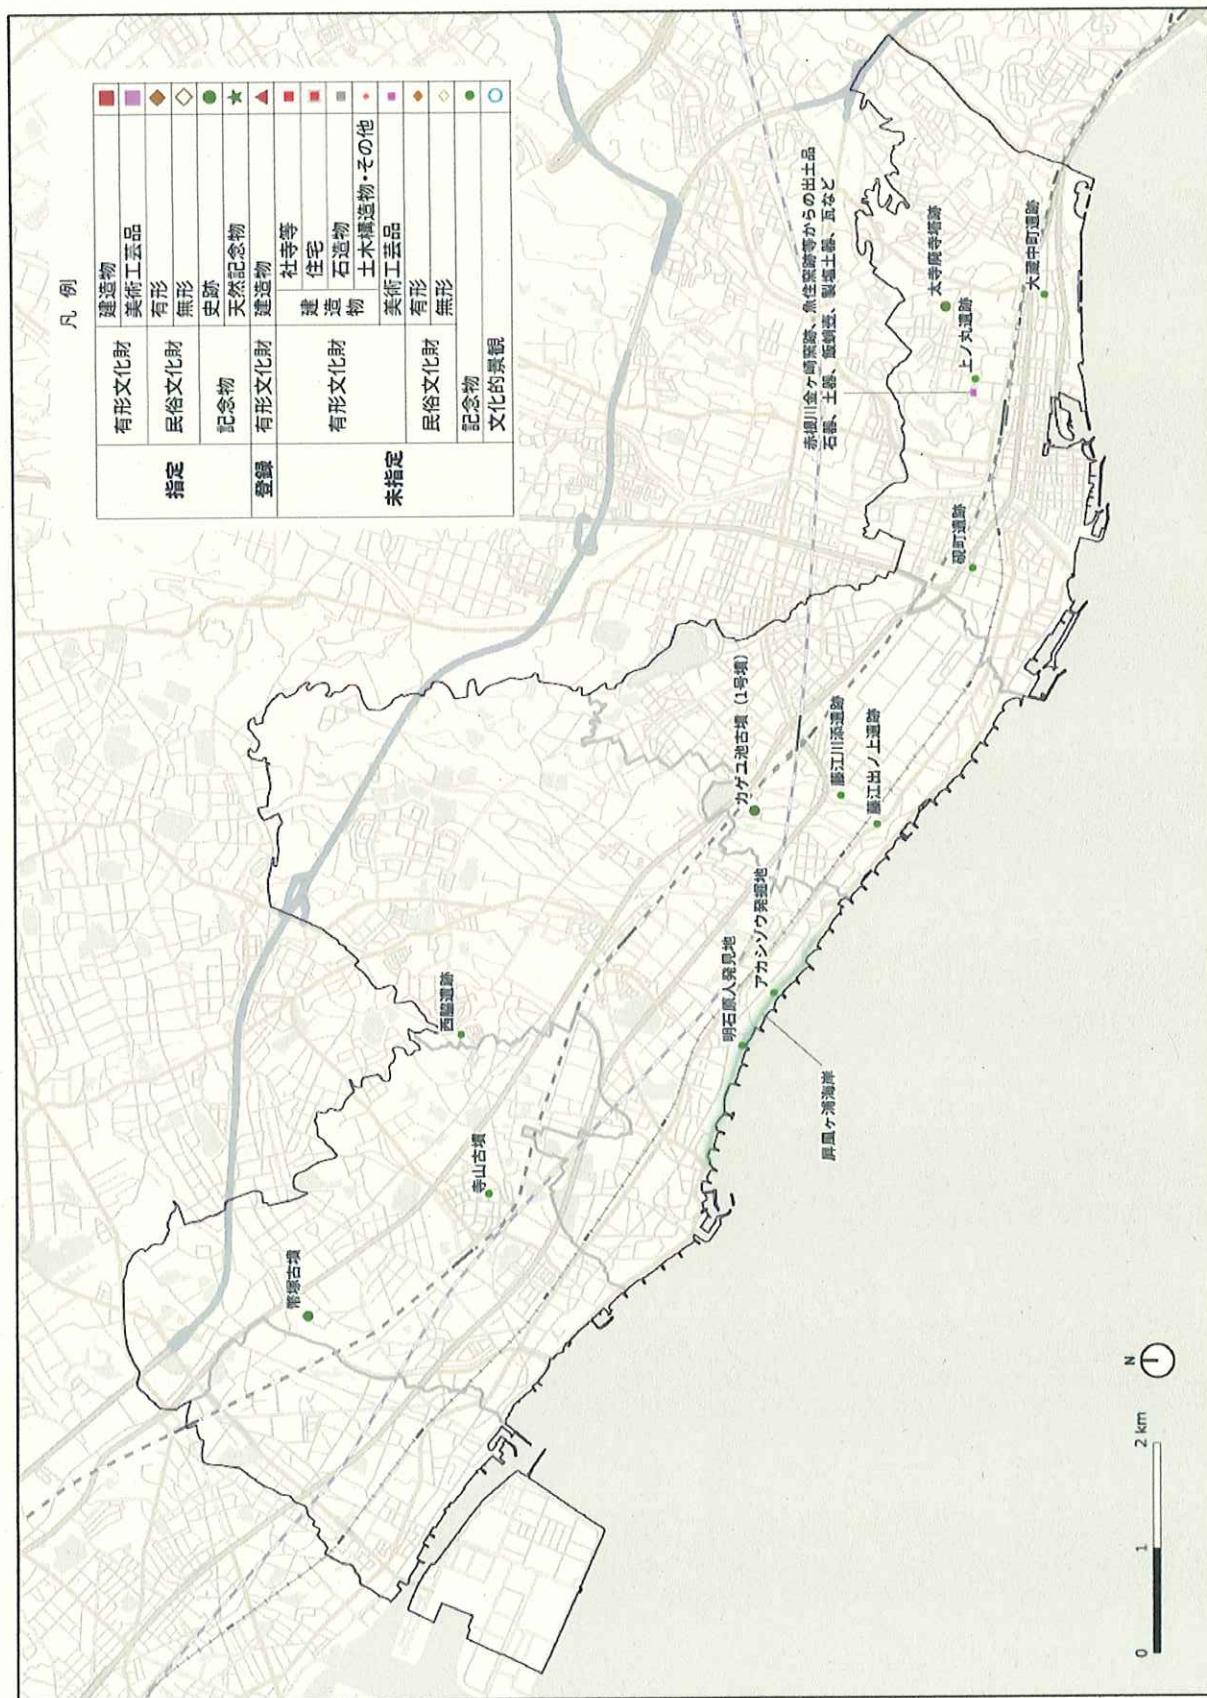 凡 例
指定
有形文化財
建造物
美術工芸品
民俗文化財
有形
無形
記念物
史跡
天然記念物
登録
有形文化財
建造物
未指定
有形文化財
建造物
社寺等
住宅
石造物
土木構造物・その他
美術工芸品
民俗文化財
有形
無形
記念物
文化的景観
幣塚古墳
西脇遺跡
寺山古墳
カゲユ池古墳（1号墳）
赤根川金ヶ崎窯跡、魚住窯跡等からの出土品
石器、土器、飯蛸壺、製塩土器、瓦など
太寺廃寺塔跡
上ノ丸遺跡
大蔵中町遺跡
硯町遺跡
藤江川添遺跡
藤江出ノ上遺跡
明石原人発見地
アカシゾウ発掘地
屏風ヶ浦海岸
0 1 2 km
N